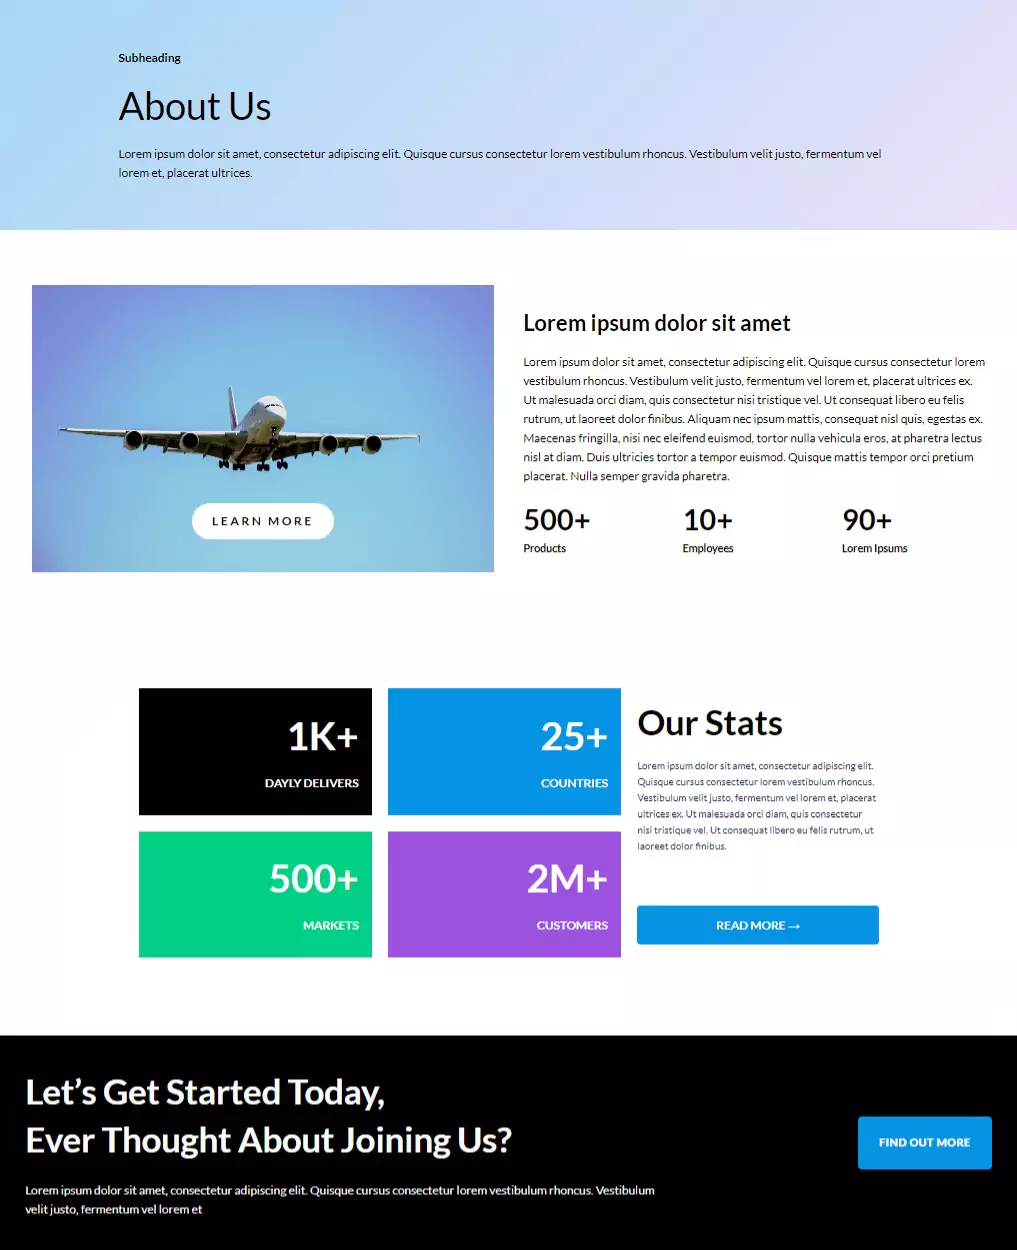 Subheading
About Us
Lorem ipsum dolor sit amet, consectetur adipiscing elit. Quisque cursus consectetur lorem vestibulum rhoncus. Vestibulum velit justo, fermentum vel
lorem et, placerat ultrices.
LEARN MORE
Lorem ipsum dolor sit amet
Lorem ipsum dolor sit amet, consectetur adipiscing elit. Quisque cursus consectetur lorem
vestibulum rhoncus. Vestibulum velit justo, fermentum vel lorem et, placerat ultrices ex.
Ut malesuada orci diam, quis consectetur nisi tristique vel. Ut consequat libero eu felis
rutrum, ut laoreet dolor finibus. Aliquam nec ipsum mattis, consequat nisl quis, egestas ex.
Maecenas fringilla, nisi nec eleifend euismod, tortor nulla vehicula eros, at pharetra lectus
nisl at diam. Duis ultricies tortor a tempor euismod. Quisque mattis tempor orci pretium
placerat. Nulla semper gravida pharetra.
500+
Products
10+
Employees
90+
Lorem Ipsums
1K+
DAYLY DELIVERS
25+
COUNTRIES
500+
MARKETS
2M+
CUSTOMERS
Our Stats
Lorem ipsum dolor sit amet, consectetur adipiscing elit.
Quisque cursus consectetur lorem vestibulum rhoncus.
Vestibulum velit justo, fermentum vel lorem et, placerat
ultrices ex. Ut malesuada orci diam, quis consectetur
nisi tristique vel. Ut consequat libero eu felis rutrum, ut
laoreet dolor finibus.
READ MORE →
Let’s Get Started Today,
Ever Thought About Joining Us?
Lorem ipsum dolor sit amet, consectetur adipiscing elit. Quisque cursus consectetur lorem vestibulum rhoncus. Vestibulum
velit justo, fermentum vel lorem et
FIND OUT MORE